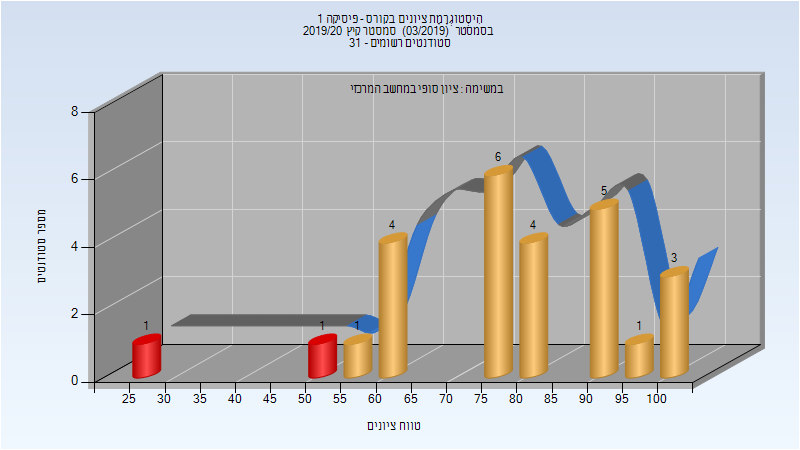 היסטוגרמת ציונים בקורס - פיסיקה 1
בסמסטר (03/2019) סמסטר קיץ 2019/20
סטודנטים רשומים - 31
במשימה : ציון סופי במחשב המרכזי
מספר סטודנטים
8
6
4
2
0
1
1
1
4
6
4
5
1
3
25 30 35 40 45 50 55 60 65 70 75 80 85 90 95 100
טווח ציונים